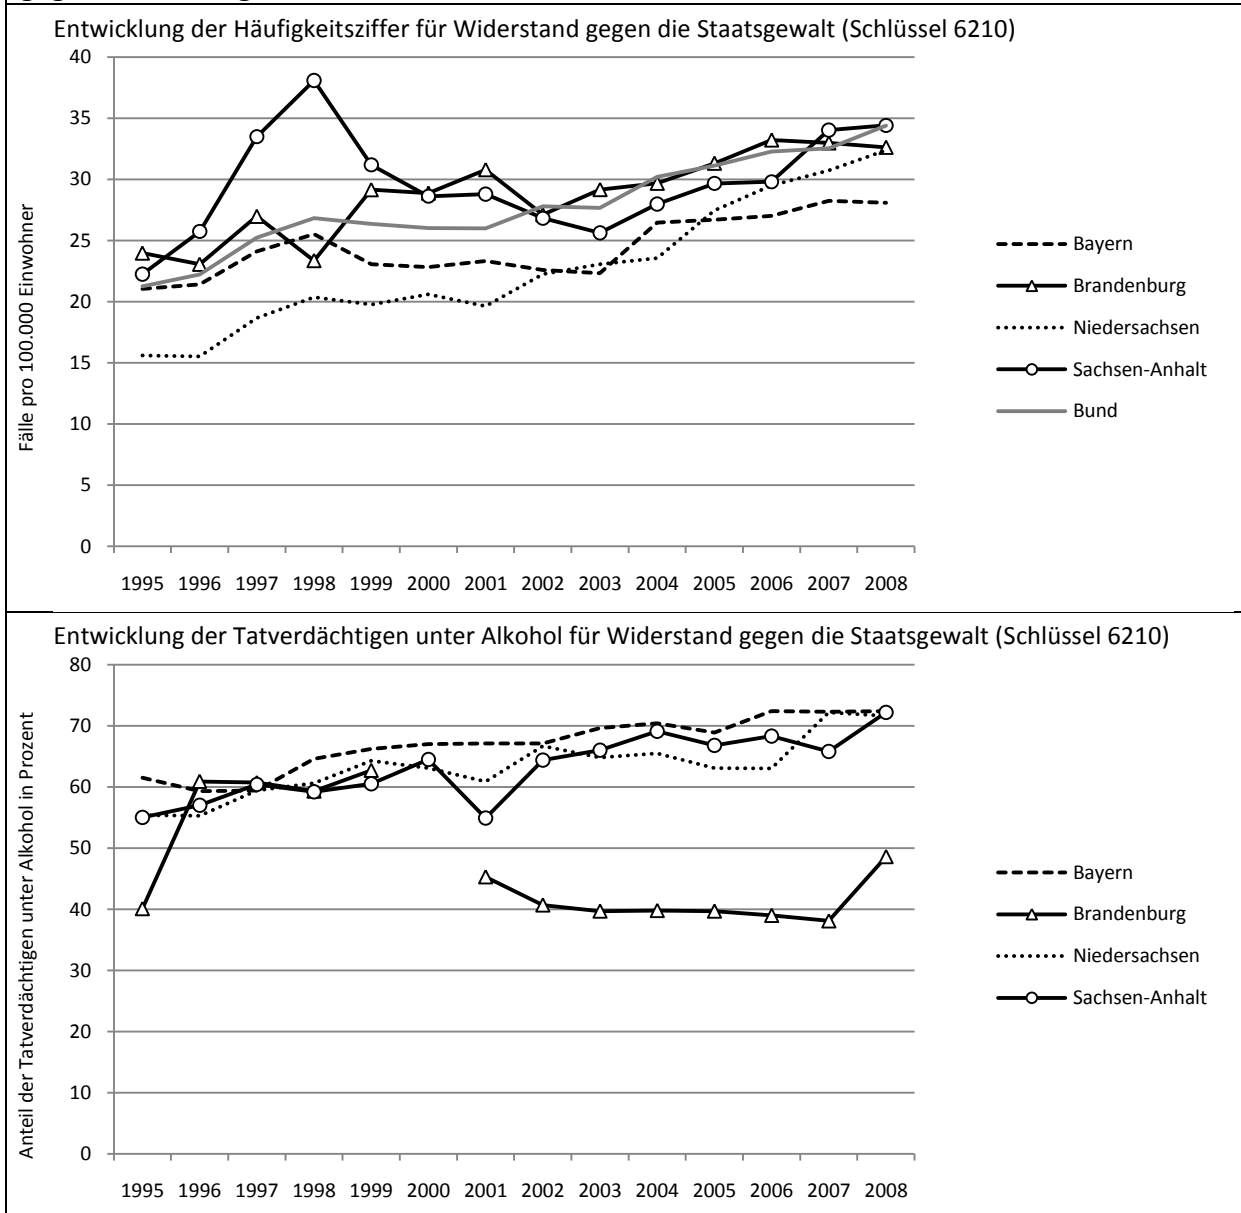 Entwicklung der Häufigkeitsziffer für Widerstand gegen die Staatsgewalt (Schlüssel 6210)
Fälle pro 100.000 Einwohner
40
35
30
25
20
15
10
5
0
1995 1996 1997 1998 1999 2000 2001 2002 2003 2004 2005 2006 2007 2008
Bayern
Brandenburg
Niedersachsen
Sachsen-Anhalt
Bund
Entwicklung der Tatverdächtigen unter Alkohol für Widerstand gegen die Staatsgewalt (Schlüssel 6210)
Anteil der Tatverdächtigen unter Alkohol in Prozent
80
70
60
50
40
30
20
10
0
1995 1996 1997 1998 1999 2000 2001 2002 2003 2004 2005 2006 2007 2008
Bayern
Brandenburg
Niedersachsen
Sachsen-Anhalt